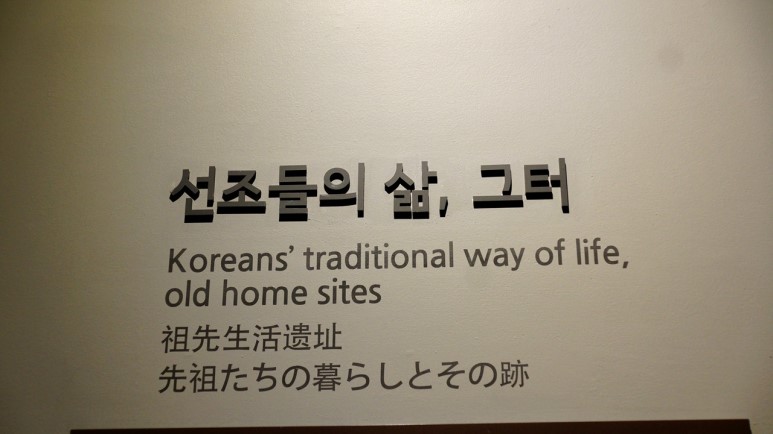 선조들의 삶, 그터
Koreans' traditional way of life,
old home sites
祖先生活遗址
先祖たちの暮らしとその跡